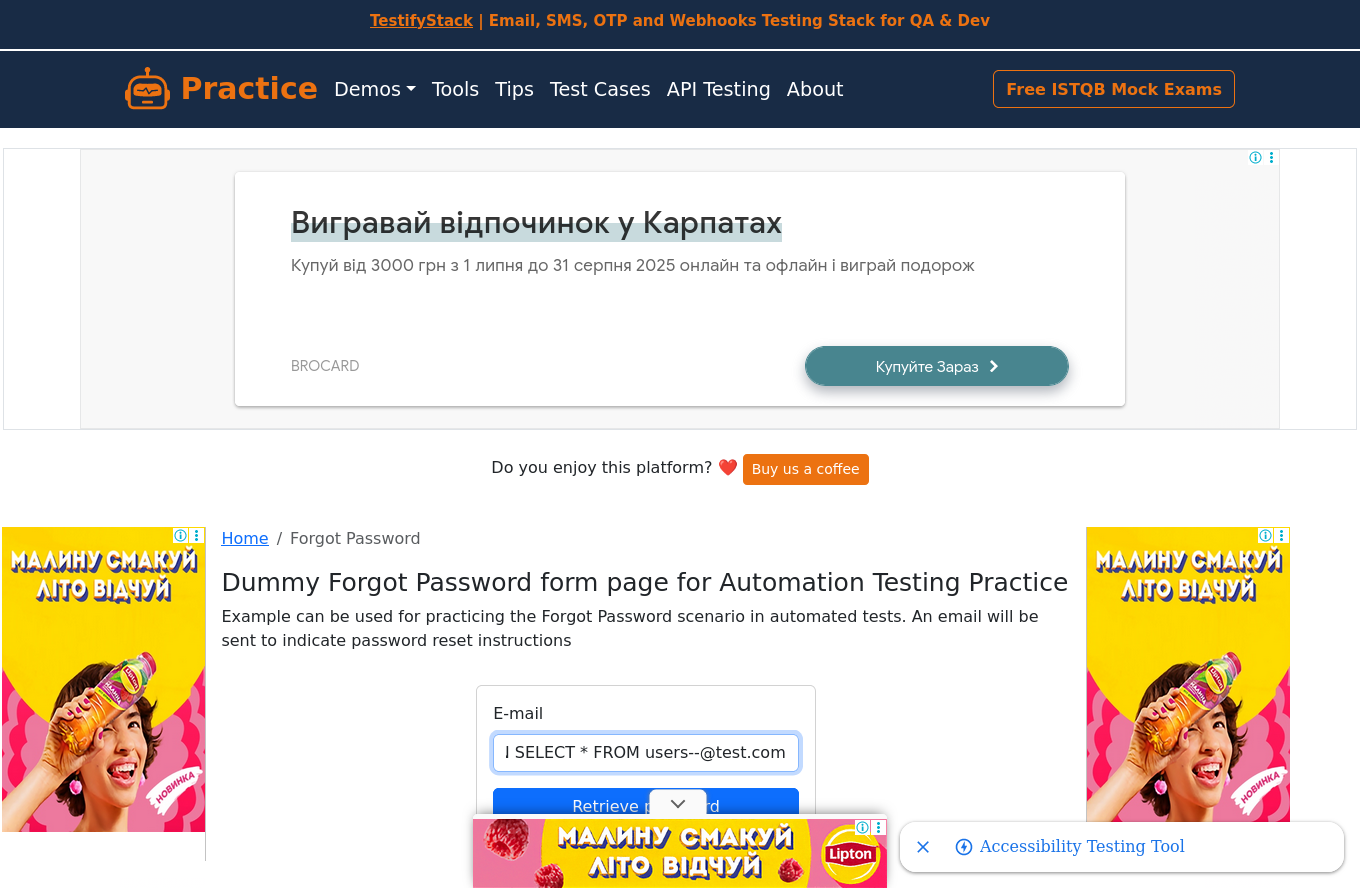 TestifyStack | Email, SMS, OTP and Webhooks Testing Stack for QA & Dev
Practice
Demos
Tools
Tips
Test Cases
API Testing
About
Free ISTQB Mock Exams
Вигравай відпочинок у Карпатах
Купуй від 3000 грн з 1 липня до 31 серпня 2025 онлайн та офлайн і виграй подорож
BROCARD
Купуйте Зараз
Do you enjoy this platform? ❤️ Buy us a coffee
МАЛИНУ СМАКУЙ
ЛІТО ВІДЧУЙ
НОВИНКА
Home / Forgot Password
Dummy Forgot Password form page for Automation Testing Practice
Example can be used for practicing the Forgot Password scenario in automated tests. An email will be
sent to indicate password reset instructions
E-mail
SELECT * FROM users--@test.com
Retrieve
МАЛИНУ СМАКУЙ
ЛІТО ВІДЧУЙ
НОВИНКА
МАЛИНУ СМАКУЙ
ЛІТО ВІДЧУЙ
Lipton
Accessibility Testing Tool